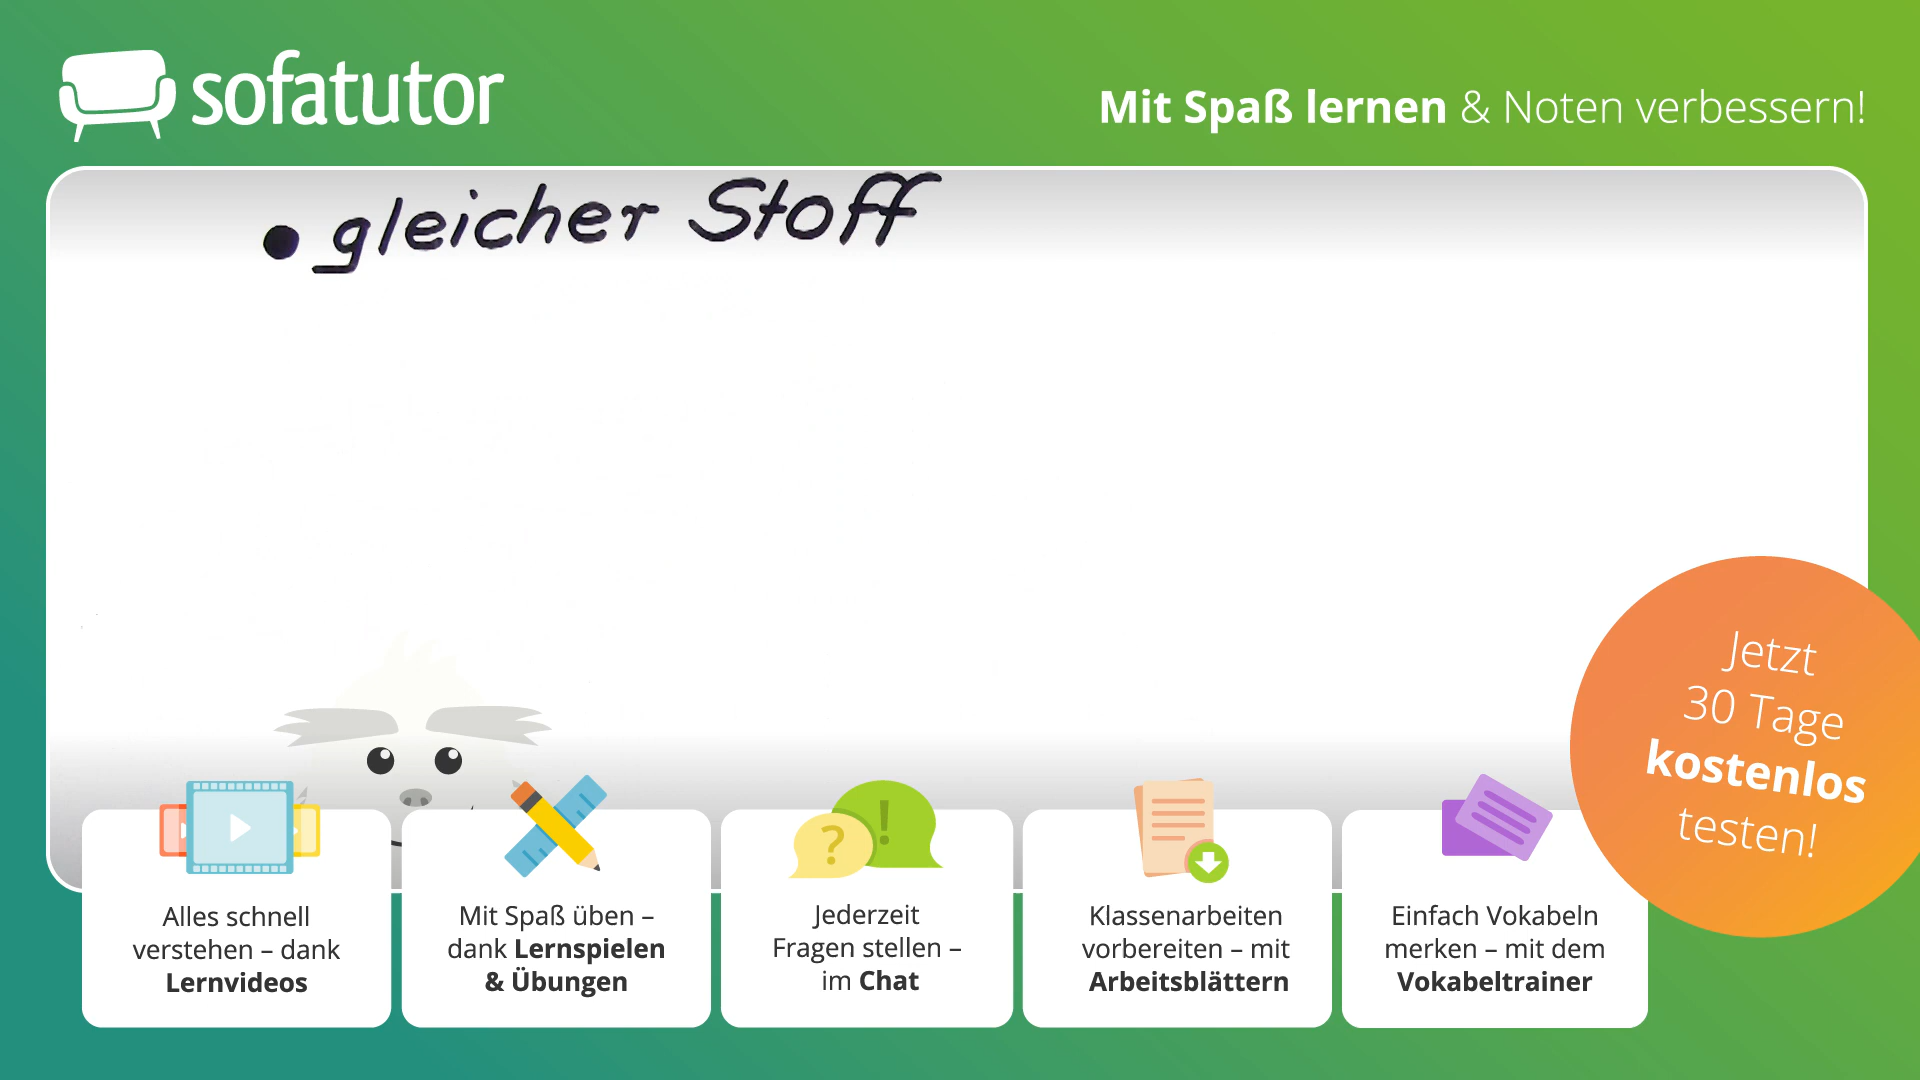 sofatutor
Mit Spaß lernen & Noten verbessern!
• gleicher Stoff
Jetzt
30 Tage
kostenlos
testen!
Alles schnell
verstehen – dank
Lernvideos
Mit Spaß üben –
dank Lernspielen
& Übungen
? !
Jederzeit
Fragen stellen –
im Chat
Klassenarbeiten
vorbereiten – mit
Arbeitsblättern
Einfach Vokabeln
merken – mit dem
Vokabeltrainer